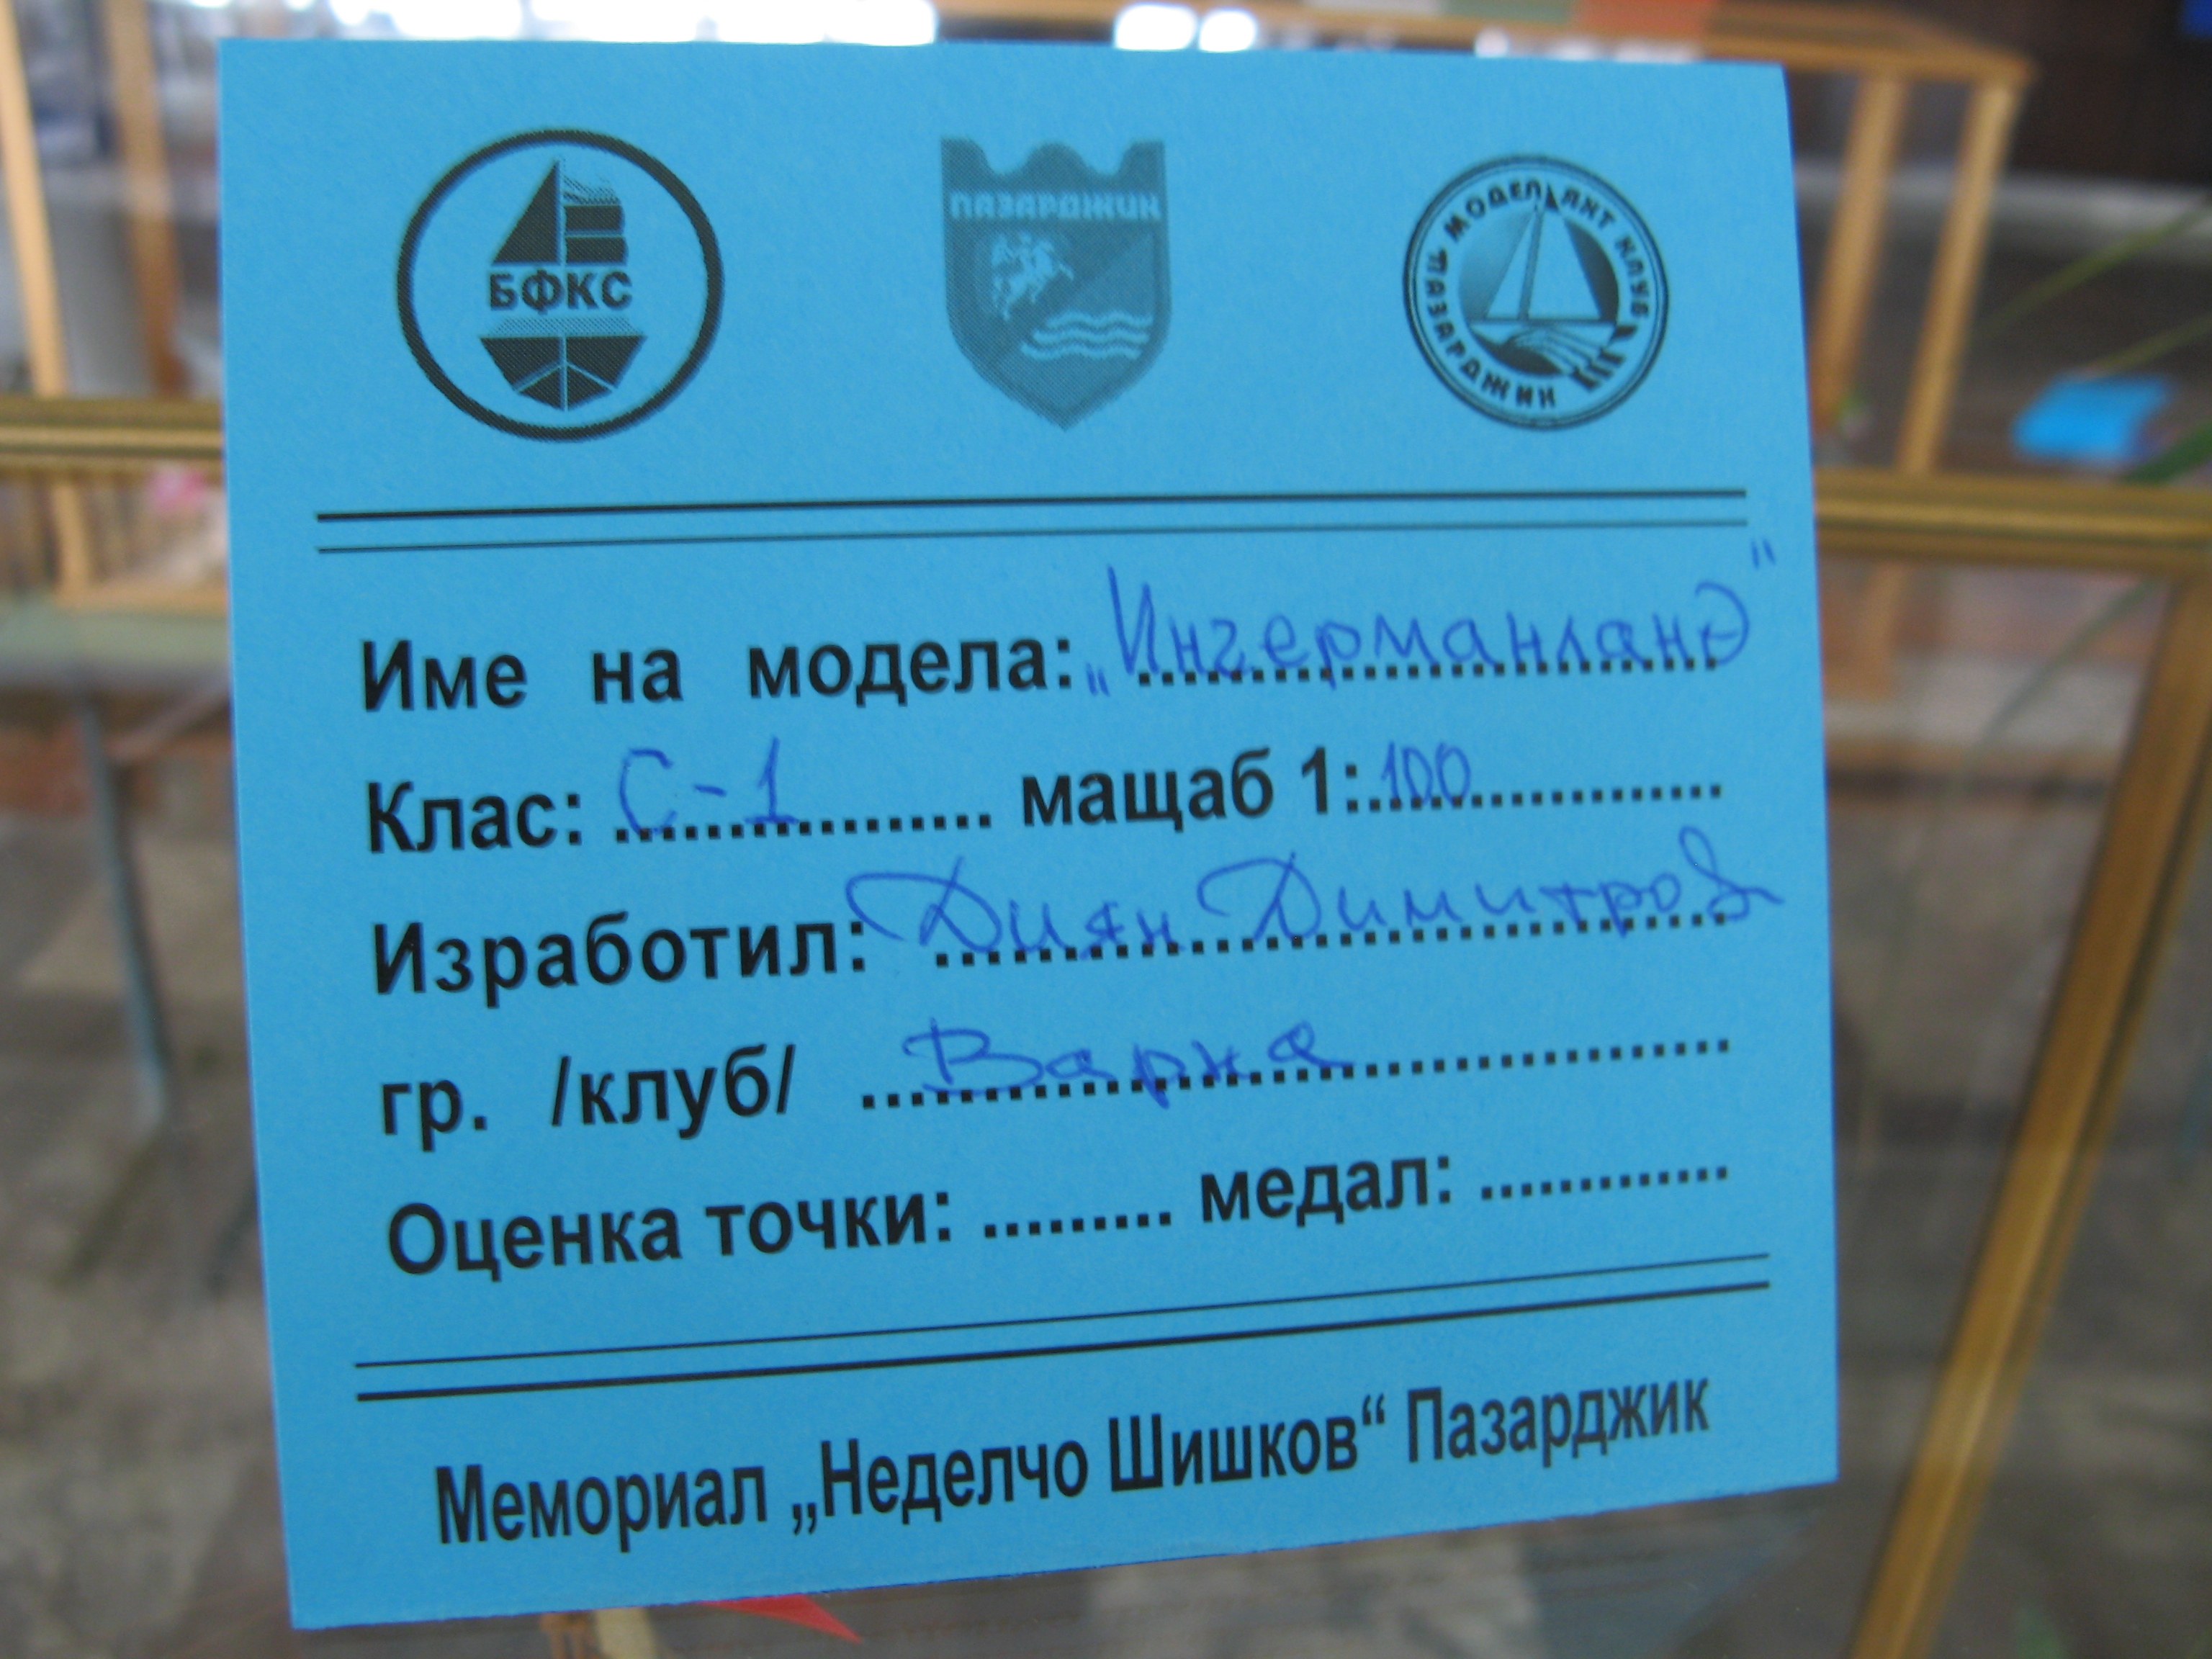 БФКС
ПАЗАРДЖИК
МОДЕЛ ЯХТ КЛУБ ПАЗАРДЖИК
Име на модела: „Ингерманланд"
Клас: С-1 мащаб 1:100
Изработил: Диян Димитров
гр. /клуб/ Варна
Оценка точки: ......... медал: .............
Мемориал „Неделчо Шишков“ Пазарджик